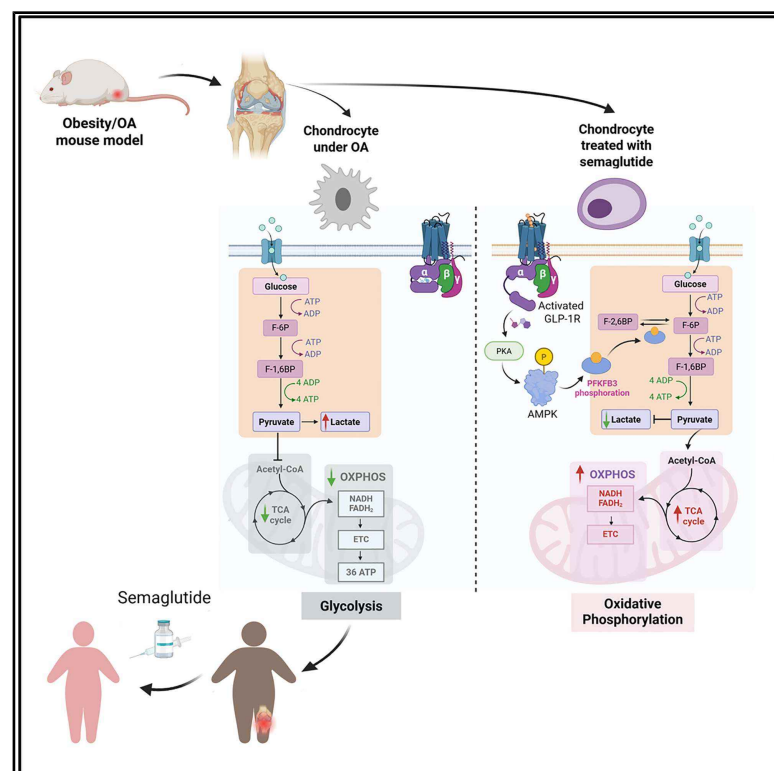 Obesity/OA
mouse model
Chondrocyte
under OA
Chondrocyte
treated with
semaglutide
Glucose
ATP
ADP
F-6P
ATP
ADP
F-1,6BP
4 ADP
4 ATP
Pyruvate
Lactate
Acetyl-CoA
TCA
cycle
OXPHOS
NADH
FADH₂
ETC
36 ATP
Glycolysis
α
β
γ
α
β
γ
Activated
GLP-1R
PKA
P
AMPK
PFKFB3
phosphoration
F-2,6BP
Glucose
ATP
ADP
F-6P
ATP
ADP
F-1,6BP
4 ADP
4 ATP
Lactate
Pyruvate
Acetyl-CoA
TCA
cycle
OXPHOS
NADH
FADH₂
ETC
Oxidative
Phosphorylation
Semaglutide